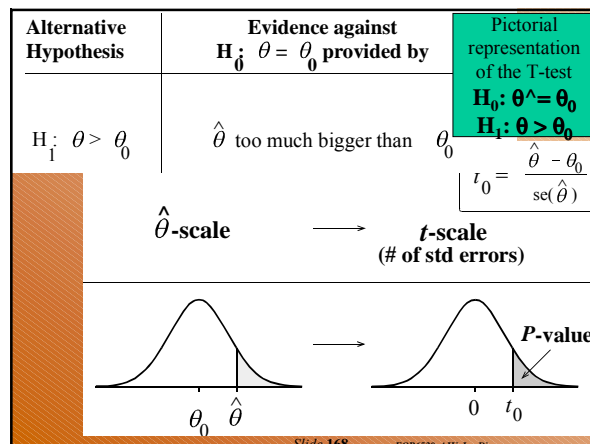 Alternative Hypothesis
Evidence against
H₀: θ = θ₀ provided by
Pictorial
representation
of the T-test
H₀: θ^= θ₀
H₁: θ > θ₀
H₁: θ > θ₀
θ̂ too much bigger than θ₀
t₀ = (θ̂ - θ₀) / se(θ̂)
θ̂-scale
t-scale
(# of std errors)
P-value
θ₀ θ̂
0 t₀
Slide 168